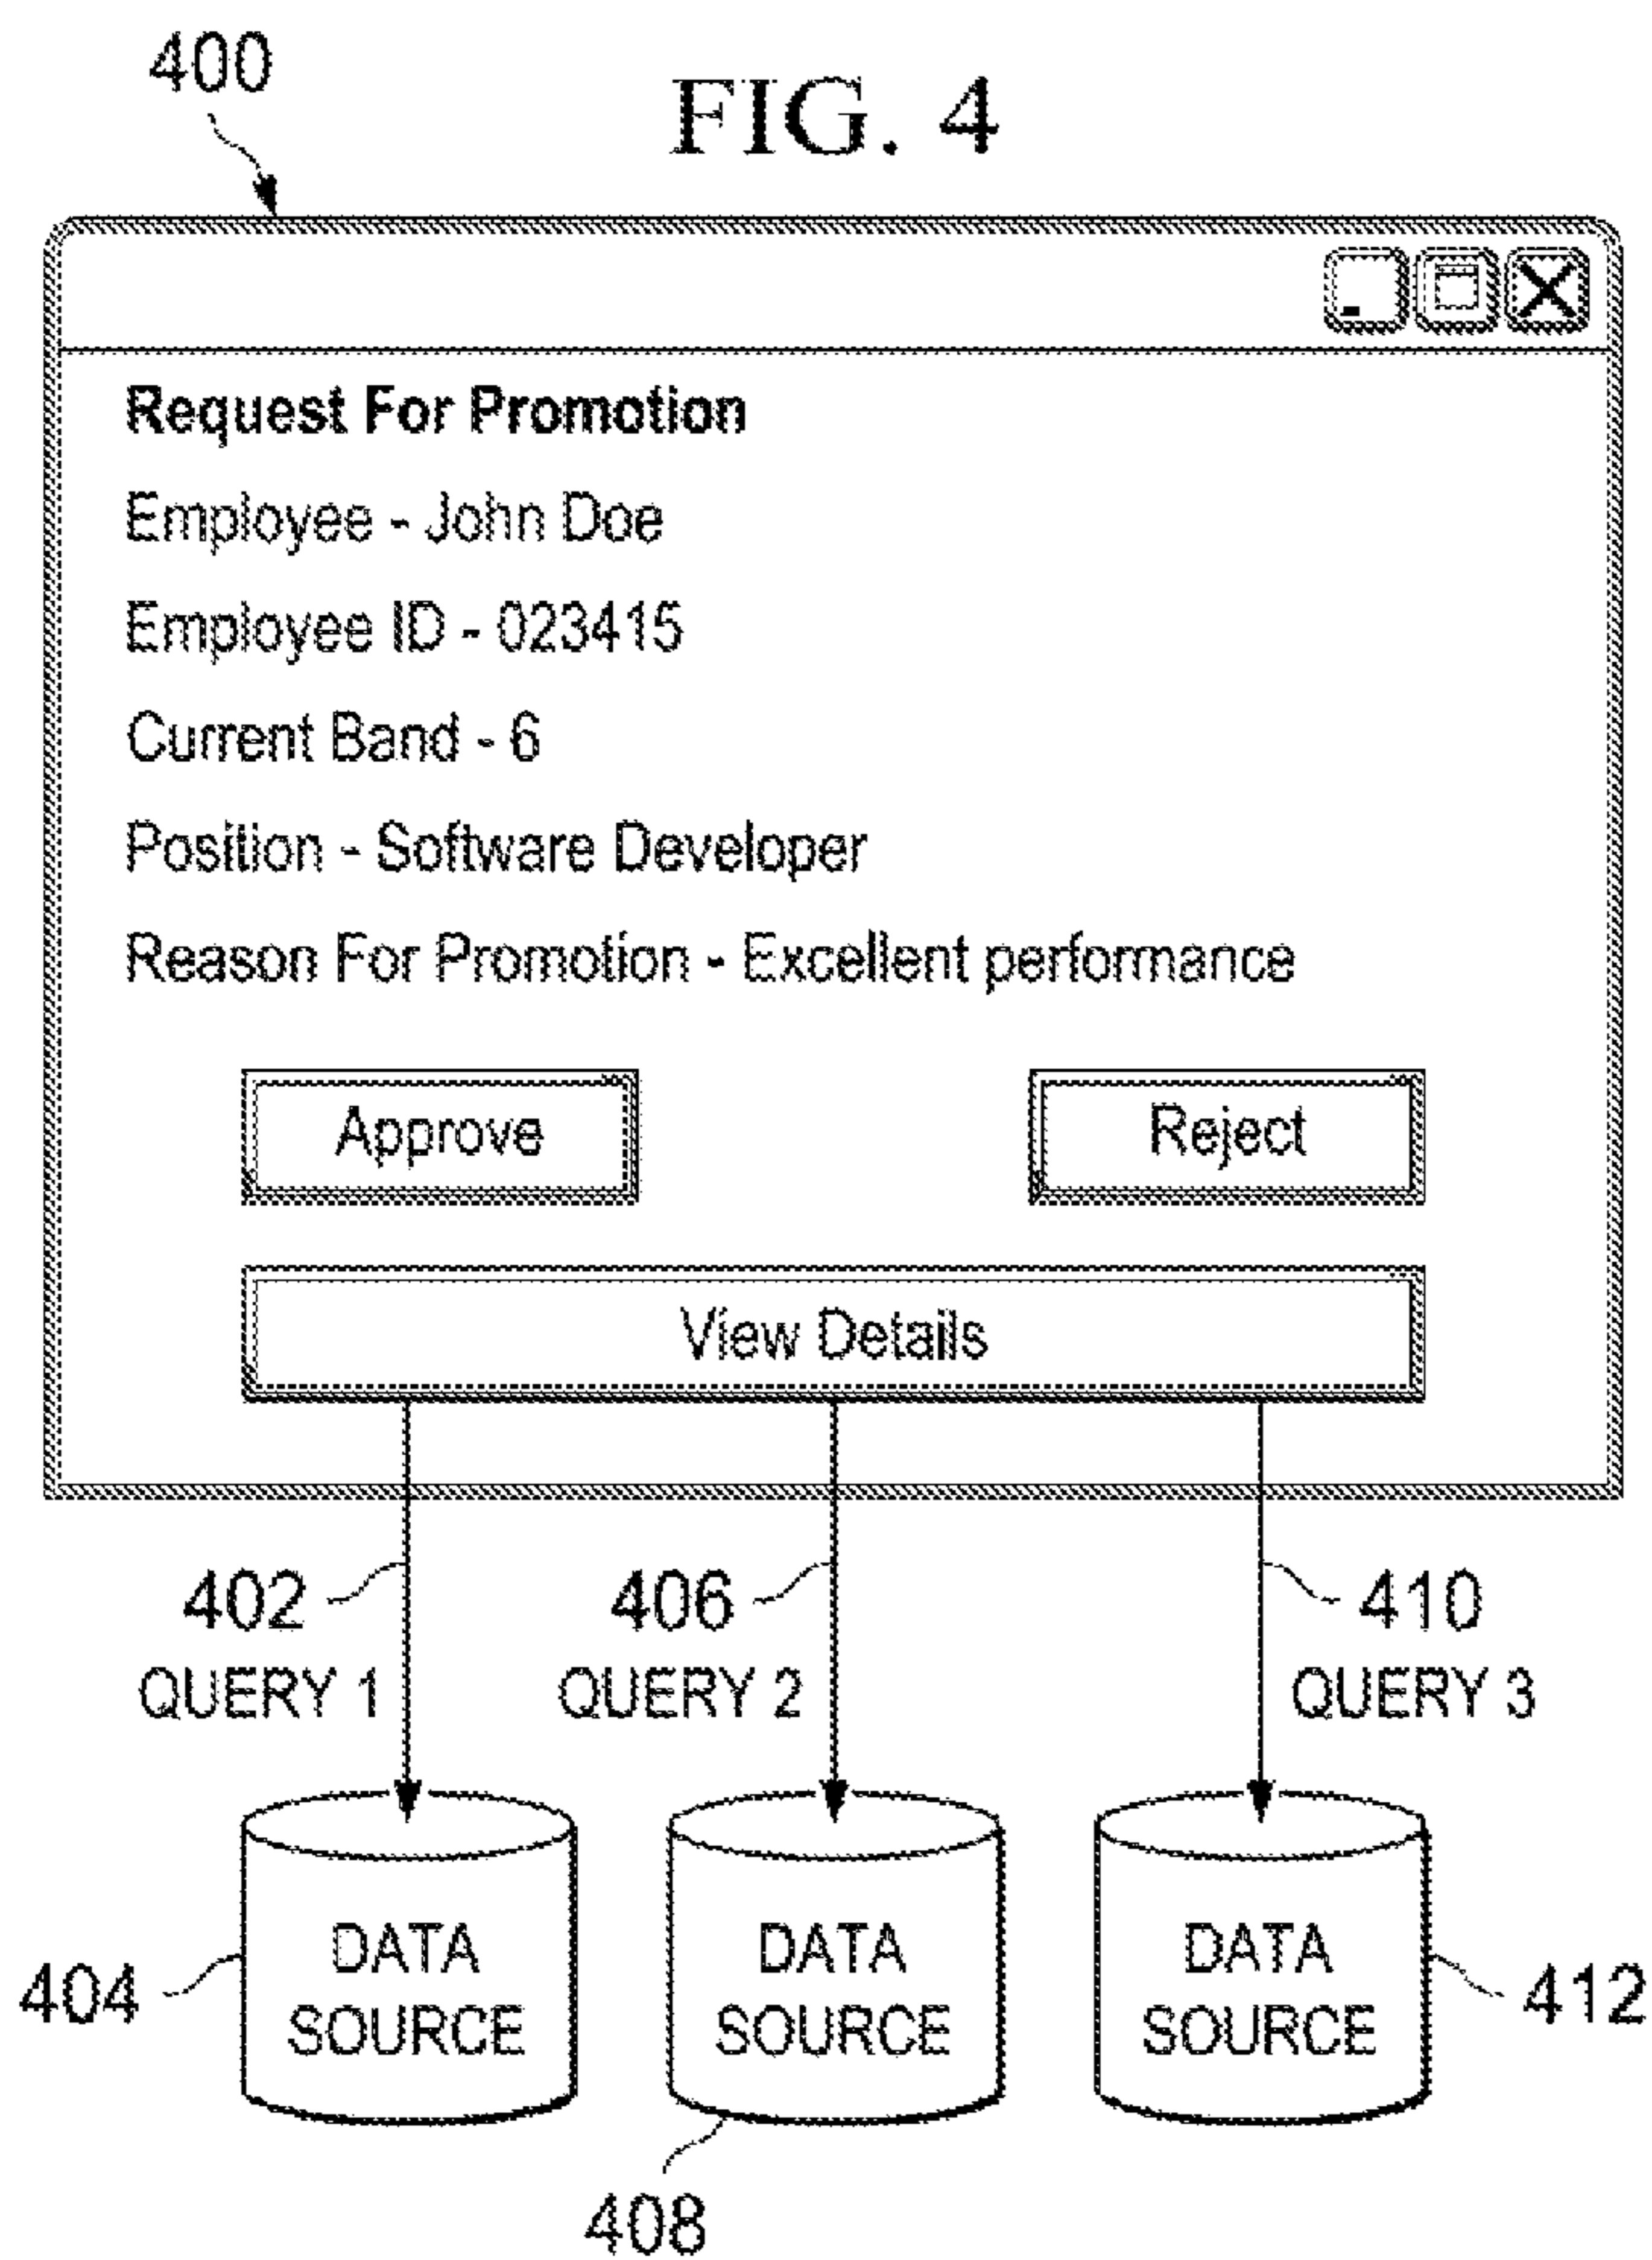 400
FIG. 4
Request For Promotion
Employee - John Doe
Employee ID - 023415
Current Band - 6
Position - Software Developer
Reason For Promotion - Excellent performance
Approve Reject
View Details
402 406 410
QUERY 1 QUERY 2 QUERY 3
DATA DATA DATA
404 SOURCE SOURCE SOURCE 412
408